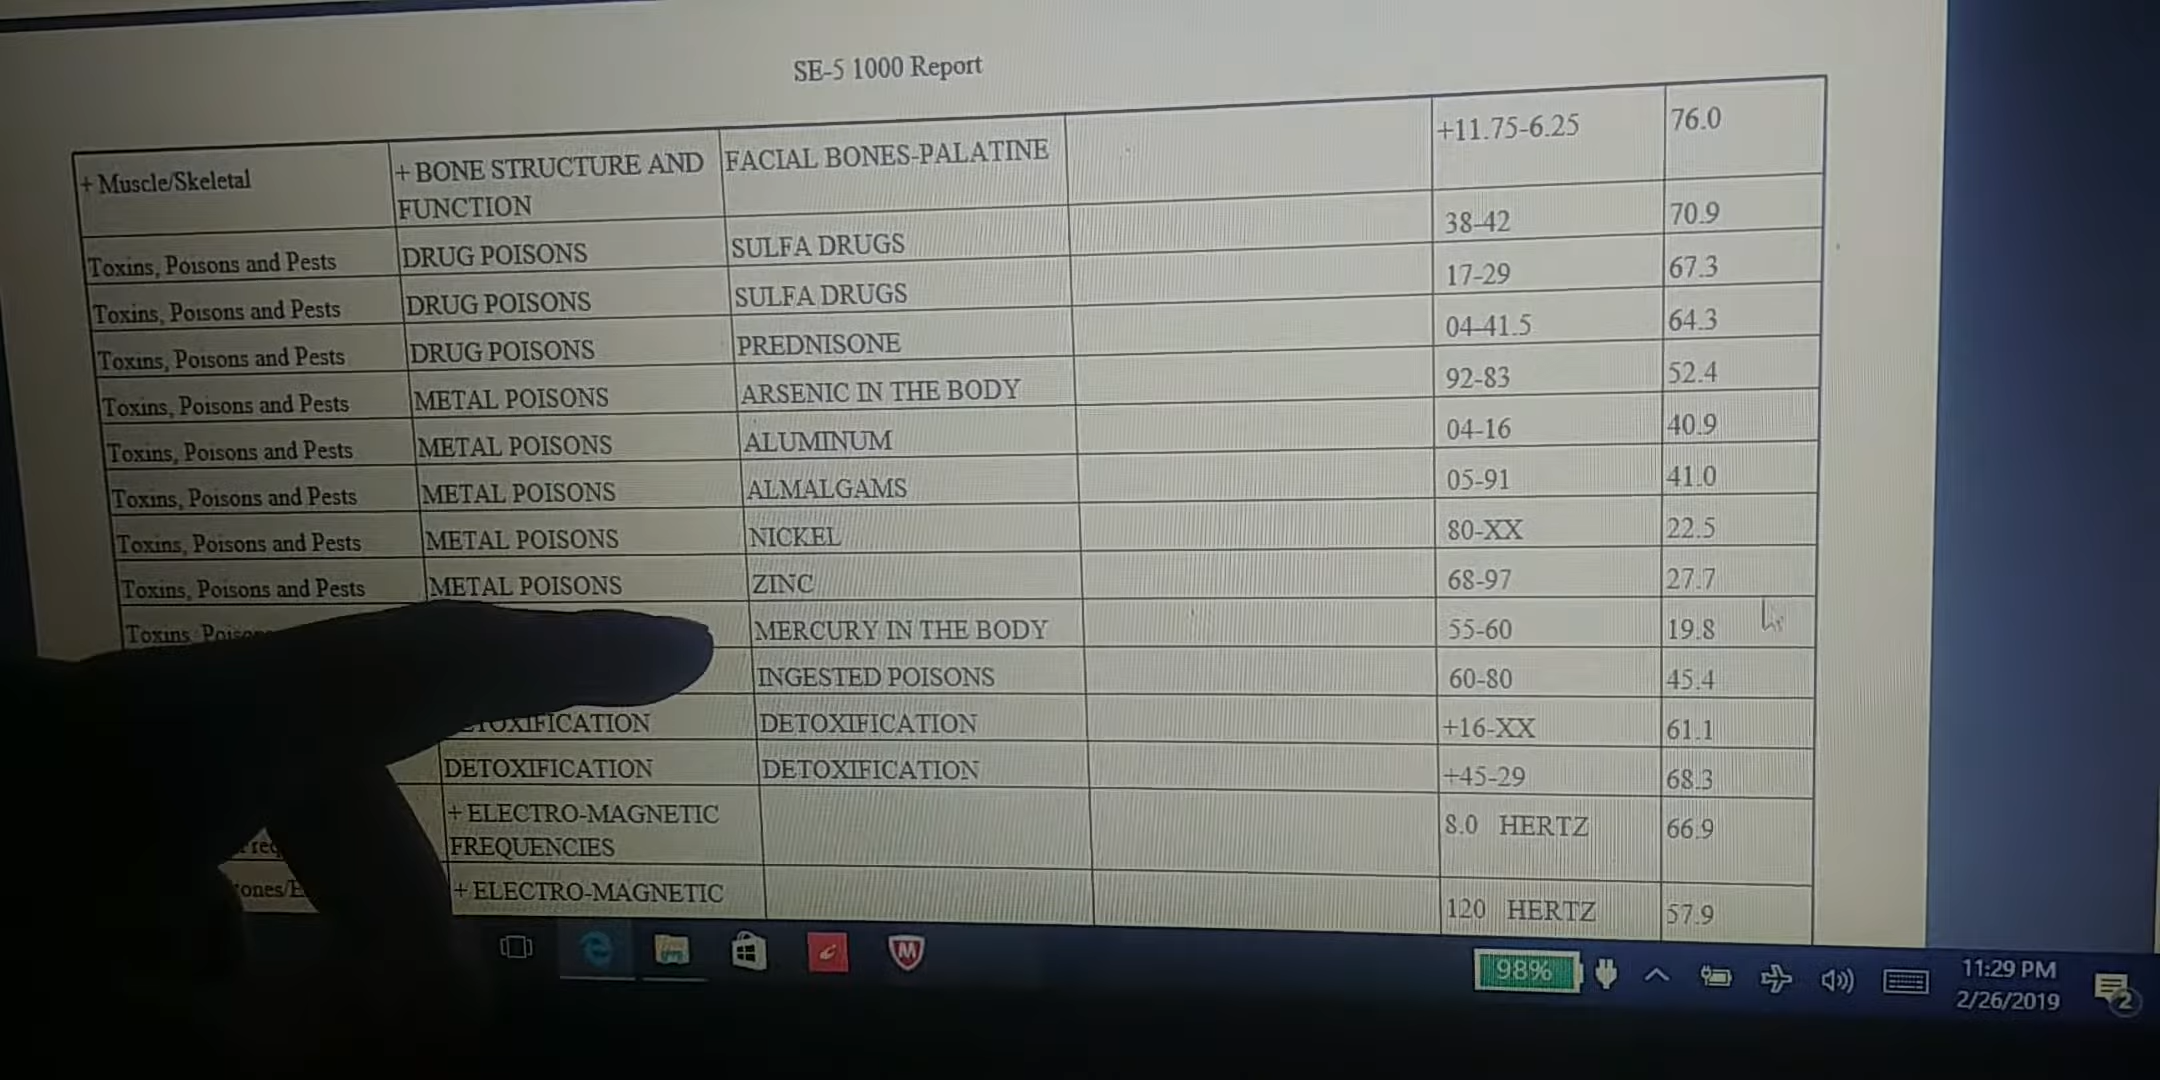 SE-5 1000 Report
+ Muscle/Skeletal + BONE STRUCTURE AND FACIAL BONES-PALATINE +11.75-6.25 76.0
FUNCTION
Toxins, Poisons and Pests DRUG POISONS SULFA DRUGS 38-42 70.9
Toxins, Poisons and Pests DRUG POISONS SULFA DRUGS 17-29 67.3
Toxins, Poisons and Pests DRUG POISONS PREDNISONE 04-41.5 64.3
Toxins, Poisons and Pests METAL POISONS ARSENIC IN THE BODY 92-83 52.4
Toxins, Poisons and Pests METAL POISONS ALUMINUM 04-16 40.9
Toxins, Poisons and Pests METAL POISONS ALMALGAMS 05-91 41.0
Toxins, Poisons and Pests METAL POISONS NICKEL 80-XX 22.5
Toxins, Poisons and Pests METAL POISONS ZINC 68-97 27.7
Toxins, MERCURY IN THE BODY 55-60 19.8
INGESTED POISONS 60-80 45.4
DETOXIFICATION +16-XX 61.1
DETOXIFICATION DETOXIFICATION +45-29 68.3
+ ELECTRO-MAGNETIC 8.0 HERTZ 66.9
FREQUENCIES
+ ELECTRO-MAGNETIC 120 HERTZ 57.9
98% 11:29 PM
2/26/2019 2